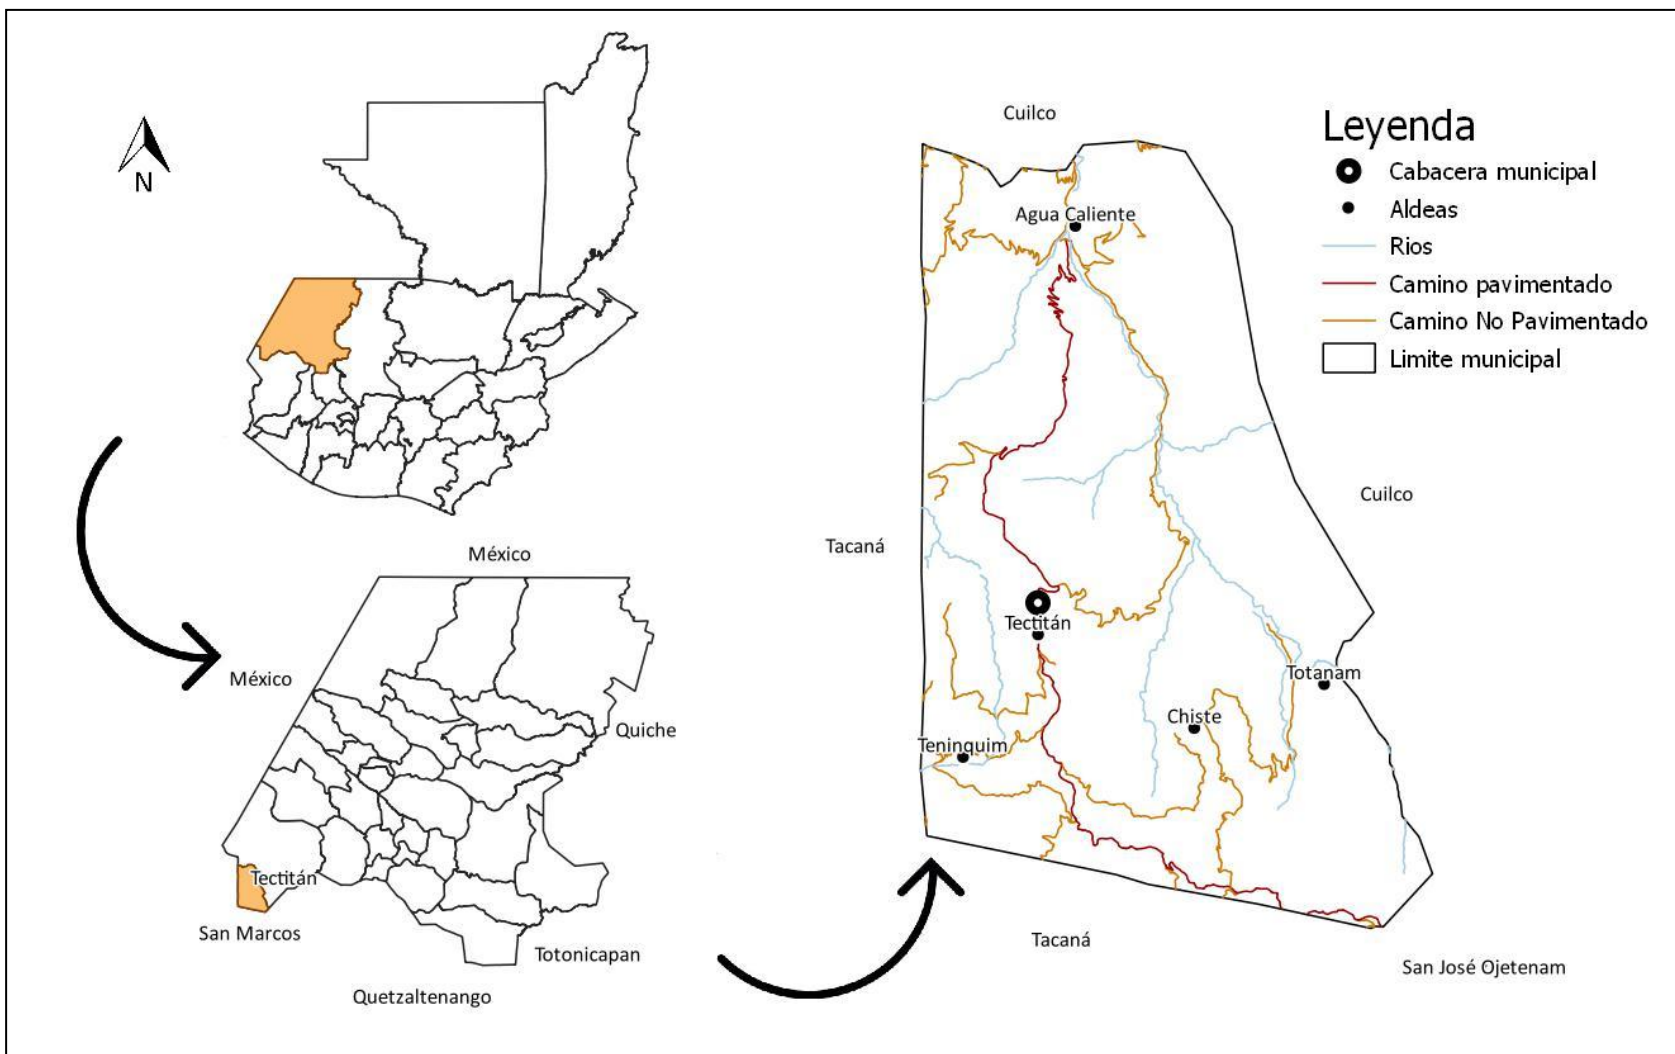 N
México
México
Quiche
Tectitán
San Marcos
Totonicapan
Quetzaltenango
Cuilco
Agua Caliente
Cuilco
Tacaná
Tectitán
Totanam
Chiste
Teninquim
Tacaná
San José Ojetenam
Leyenda
Cabacera municipal
Aldeas
Rios
Camino pavimentado
Camino No Pavimentado
Limite municipal